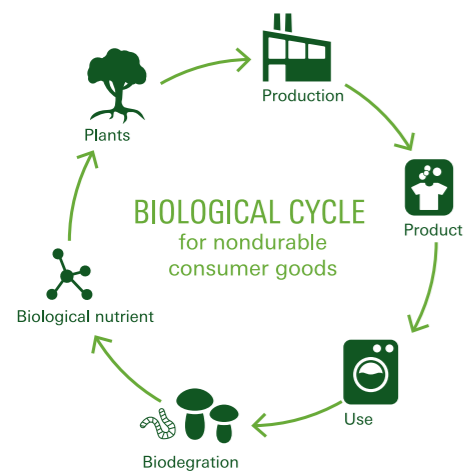 Production
Plants
BIOLOGICAL CYCLE
for nondurable
consumer goods
Product
Biological nutrient
Use
Biodegration